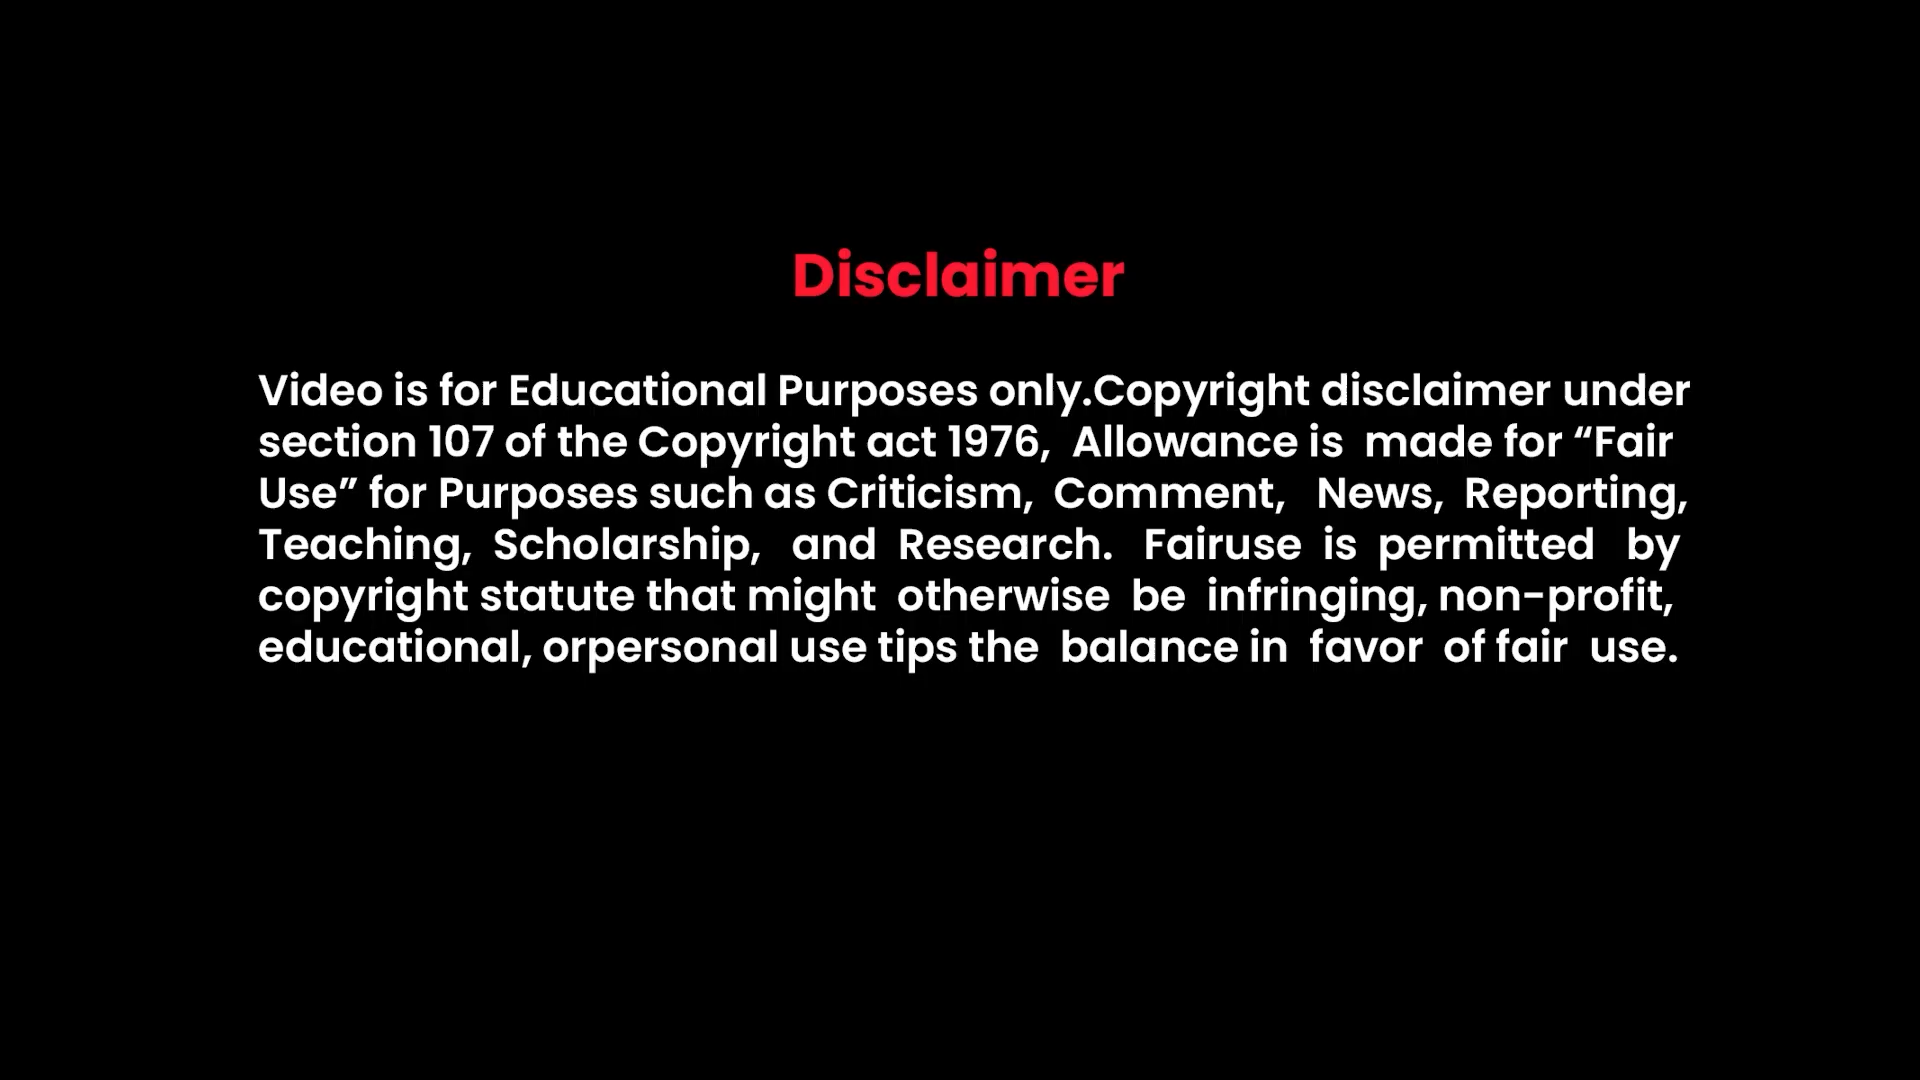 Disclaimer
Video is for Educational Purposes only.Copyright disclaimer under
section 107 of the Copyright act 1976, Allowance is made for “Fair
Use” for Purposes such as Criticism, Comment, News, Reporting,
Teaching, Scholarship, and Research. Fairuse is permitted by
copyright statute that might otherwise be infringing, non-profit,
educational, orpersonal use tips the balance in favor of fair use.